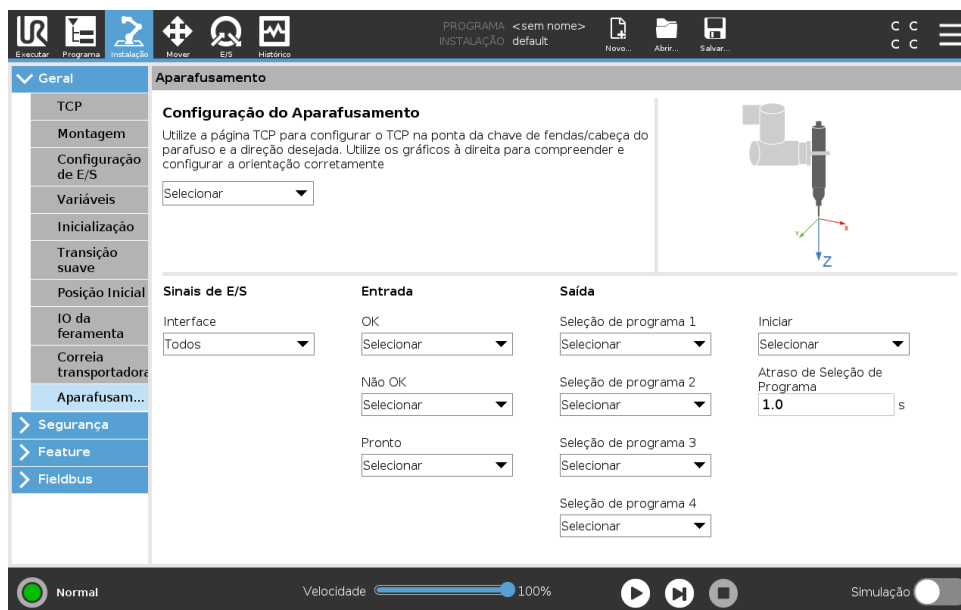 Executar
Programa
Instalação
Mover
E/S
Histórico
PROGRAMA <sem nome>
INSTALAÇÃO default
Novo...
Abrir...
Salvar...
C C
C C
Geral
TCP
Montagem
Configuração
de E/S
Variáveis
Inicialização
Transição
suave
Posição Inicial
IO da
ferramenta
Correia
transportadora
Aparafusam...
Segurança
Feature
Fieldbus
Aparafusamento
Configuração do Aparafusamento
Utilize a página TCP para configurar o TCP na ponta da chave de fendas/cabeça do
parafuso e a direção desejada. Utilize os gráficos à direita para compreender e
configurar a orientação corretamente
Selecionar
Y
X
Z
Sinais de E/S
Interface
Todos
Entrada
OK
Selecionar
Não OK
Selecionar
Pronto
Selecionar
Saída
Seleção de programa 1
Selecionar
Seleção de programa 2
Selecionar
Seleção de programa 3
Selecionar
Seleção de programa 4
Selecionar
Iniciar
Selecionar
Atraso de Seleção de
Programa
1.0 s
Normal
Velocidade 100%
Simulação